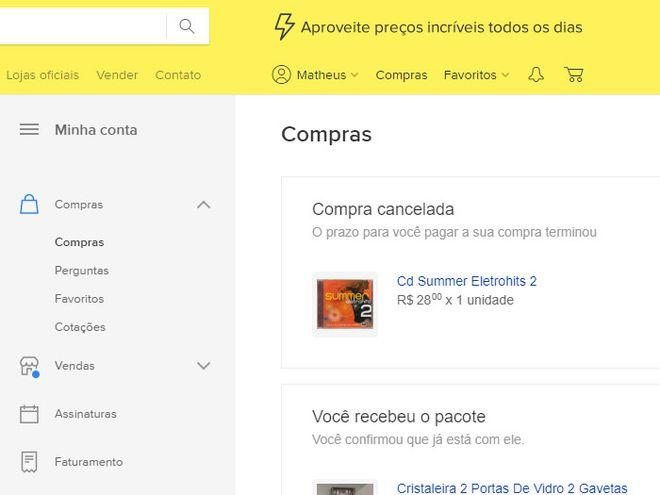 Aproveite preços incríveis todos os dias
Lojas oficiais Vender Contato Matheus Compras Favoritos
Minha conta
Compras
Compras
Perguntas
Favoritos
Cotações
Vendas
Assinaturas
Faturamento
Compras
Compra cancelada
O prazo para você pagar a sua compra terminou
summer
eletrohits
2
Cd Summer Eletrohits 2
R$ 28⁰⁰ x 1 unidade
Você recebeu o pacote
Você confirmou que já está com ele.
Cristaleira 2 Portas De Vidro 2 Gavetas